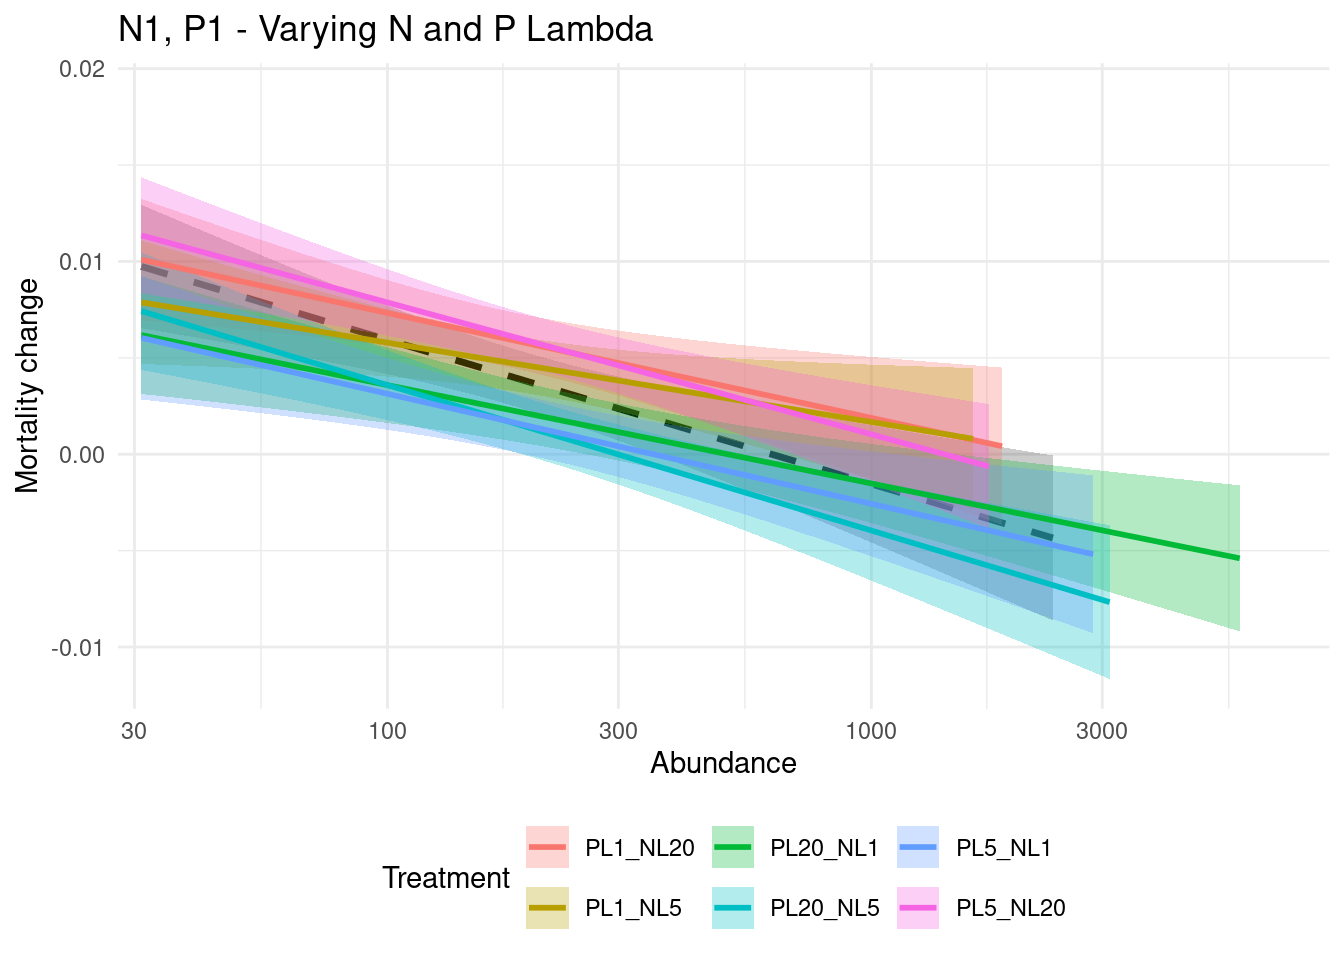 N1, P1 - Varying N and P Lambda
0.02
0.01
0.00
-0.01
Mortality change
30 100 300 1000 3000
Abundance
Treatment
PL1_NL20 PL20_NL1 PL5_NL1
PL1_NL5 PL20_NL5 PL5_NL20